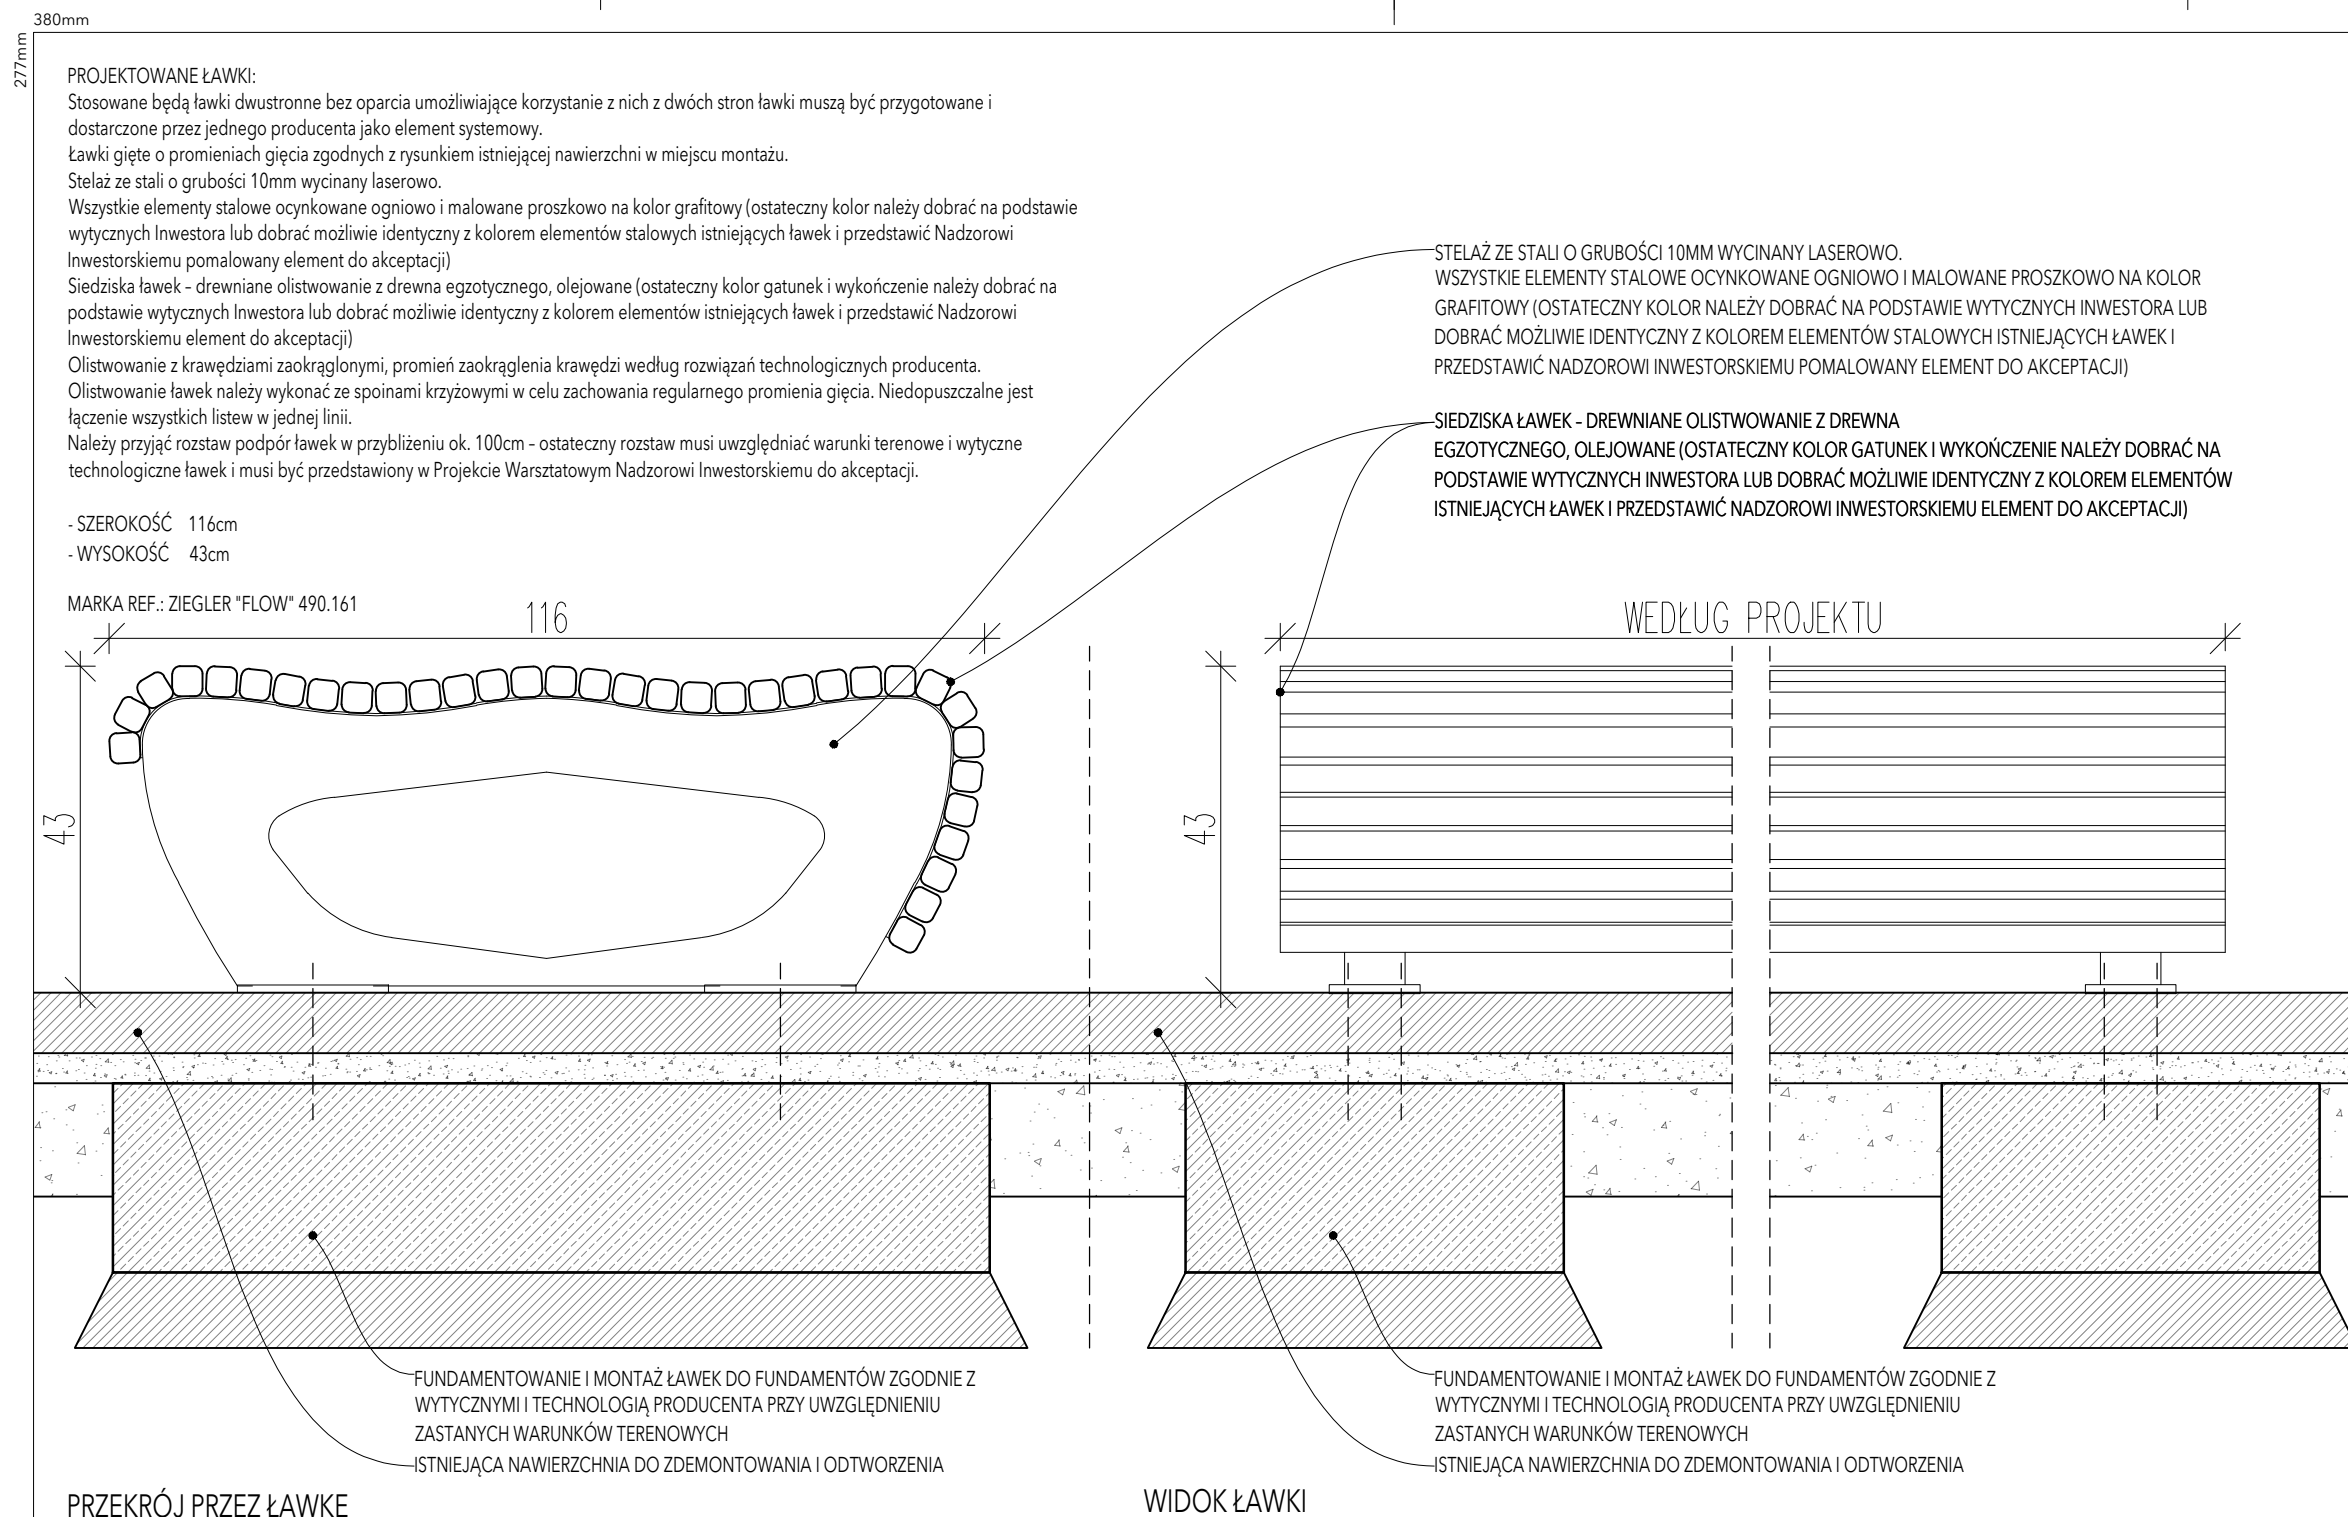 380mm
277mm
PROJEKTOWANE ŁAWKI:
Stosowane będą ławki dwustronne bez oparcia umożliwiające korzystanie z nich z dwóch stron ławki muszą być przygotowane i
dostarczone przez jednego producenta jako element systemowy.
Ławki gięte o promieniach gięcia zgodnych z rysunkiem istniejącej nawierzchni w miejscu montażu.
Stelaż ze stali o grubości 10mm wycinany laserowo.
Wszystkie elementy stalowe ocynkowane ogniowo i malowane proszkowo na kolor grafitowy (ostateczny kolor należy dobrać na podstawie
wytycznych Inwestora lub dobrać możliwie identyczny z kolorem elementów stalowych istniejących ławek i przedstawić Nadzorowi
Inwestorskiemu pomalowany element do akceptacji)
Siedziska ławek - drewniane olistwowanie z drewna egzotycznego, olejowane (ostateczny kolor gatunek i wykończenie należy dobrać na
podstawie wytycznych Inwestora lub dobrać możliwie identyczny z kolorem elementów istniejących ławek i przedstawić Nadzorowi
Inwestorskiemu element do akceptacji)
Olistwowanie z krawędziami zaokrąglonymi, promień zaokrąglenia krawędzi według rozwiązań technologicznych producenta.
Olistwowanie ławek należy wykonać ze spoinami krzyżowymi w celu zachowania regularnego promienia gięcia. Niedopuszczalne jest
łączenie wszystkich listew w jednej linii.
Należy przyjąć rozstaw podpór ławek w przybliżeniu ok. 100cm - ostateczny rozstaw musi uwzględniać warunki terenowe i wytyczne
technologiczne ławek i musi być przedstawiony w Projekcie Warsztatowym Nadzorowi Inwestorskiemu do akceptacji.
- SZEROKOŚĆ 116cm
- WYSOKOŚĆ 43cm
MARKA REF.: ZIEGLER "FLOW" 490.161
STELAŻ ZE STALI O GRUBOŚCI 10MM WYCINANY LASEROWO.
WSZYSTKIE ELEMENTY STALOWE OCYNKOWANE OGNIOWO I MALOWANE PROSZKOWO NA KOLOR
GRAFITOWY (OSTATECZNY KOLOR NALEŻY DOBRAĆ NA PODSTAWIE WYTYCZNYCH INWESTORA LUB
DOBRAĆ MOŻLIWIE IDENTYCZNY Z KOLOREM ELEMENTÓW STALOWYCH ISTNIEJĄCYCH ŁAWEK I
PRZEDSTAWIĆ NADZOROWI INWESTORSKIEMU POMALOWANY ELEMENT DO AKCEPTACJI)
SIEDZISKA ŁAWEK - DREWNIANE OLISTWOWANIE Z DREWNA
EGZOTYCZNEGO, OLEJOWANE (OSTATECZNY KOLOR GATUNEK I WYKOŃCZENIE NALEŻY DOBRAĆ NA
PODSTAWIE WYTYCZNYCH INWESTORA LUB DOBRAĆ MOŻLIWIE IDENTYCZNY Z KOLOREM ELEMENTÓW
ISTNIEJĄCYCH ŁAWEK I PRZEDSTAWIĆ NADZOROWI INWESTORSKIEMU ELEMENT DO AKCEPTACJI)
116
43
WEDŁUG PROJEKTU
43
FUNDAMENTOWANIE I MONTAŻ ŁAWEK DO FUNDAMENTÓW ZGODNIE Z
WYTYCZNYMI I TECHNOLOGIĄ PRODUCENTA PRZY UWZGLĘDNIENIU
ZASTANYCH WARUNKÓW TERENOWYCH
ISTNIEJĄCA NAWIERZCHNIA DO ZDEMONTOWANIA I ODTWORZENIA
PRZEKRÓJ PRZEZ ŁAWKE
FUNDAMENTOWANIE I MONTAŻ ŁAWEK DO FUNDAMENTÓW ZGODNIE Z
WYTYCZNYMI I TECHNOLOGIĄ PRODUCENTA PRZY UWZGLĘDNIENIU
ZASTANYCH WARUNKÓW TERENOWYCH
ISTNIEJĄCA NAWIERZCHNIA DO ZDEMONTOWANIA I ODTWORZENIA
WIDOK ŁAWKI